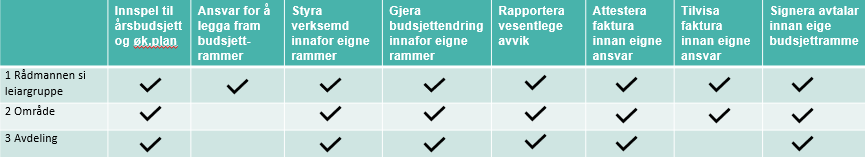 Innspel til
årsbudsjett
og øk.plan
Ansvar for å
legga fram
budsjett-
rammer
Styra
verksemd
innafor eigne
rammer
Gjera
budsjettendring
innafor eigne
rammer
Rapportera
vesentlege
avvik
Attestera
faktura
innan eigne
ansvar
Tilvisa
faktura
innan eigne
ansvar
Signera avtalar
innan eige
budsjettramme
1 Rådmannen si
leiargruppe
2 Område
3 Avdeling